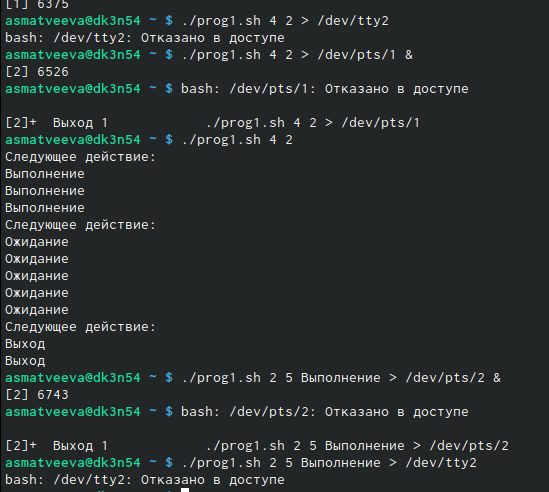 [1] 6375
asmatveeva@dk3n54 ~ $ ./prog1.sh 4 2 > /dev/tty2
bash: /dev/tty2: Отказано в доступе
asmatveeva@dk3n54 ~ $ ./prog1.sh 4 2 > /dev/pts/1 &
[2] 6526
asmatveeva@dk3n54 ~ $ bash: /dev/pts/1: Отказано в доступе

[2]+  Выход 1            ./prog1.sh 4 2 > /dev/pts/1
asmatveeva@dk3n54 ~ $ ./prog1.sh 4 2
Следующее действие:
Выполнение
Выполнение
Выполнение
Следующее действие:
Ожидание
Ожидание
Ожидание
Ожидание
Ожидание
Следующее действие:
Выход
Выход
asmatveeva@dk3n54 ~ $ ./prog1.sh 2 5 Выполнение > /dev/pts/2 &
[2] 6743
asmatveeva@dk3n54 ~ $ bash: /dev/pts/2: Отказано в доступе

[2]+  Выход 1            ./prog1.sh 2 5 Выполнение > /dev/pts/2
asmatveeva@dk3n54 ~ $ ./prog1.sh 2 5 Выполнение > /dev/tty2
bash: /dev/tty2: Отказано в доступе